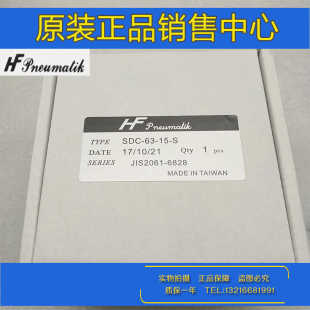 原装正品销售中心
HF Pneumatik
HF Pneumatik
TYPE SDC-63-15-S
DATE 17/10/21 Qty 1 pcs
SERIES JIS2061-6628
MADE IN TAIWAN
实物拍摄 正品保障 盗图必究
质保一年 TEL:13216681991